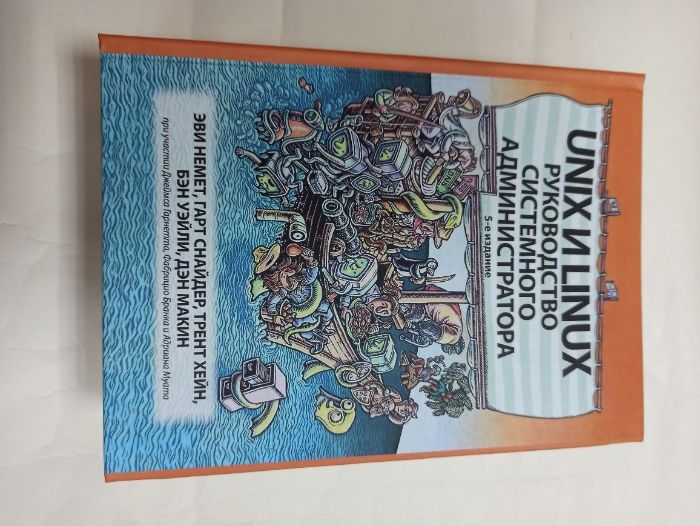 UNIX И LINUX
РУКОВОДСТВО
СИСТЕМНОГО
АДМИНИСТРАТОРА
5-е издание
ЭВИ НЕМЕТ, ГАРТ СНАЙДЕР, ТРЕНТ ХЕЙН,
БЭН УЭЙЛИ, ДЭН МАКИН
при участии Джеймса Гарнетта, Фабрицио Бранка и Адриана Муата